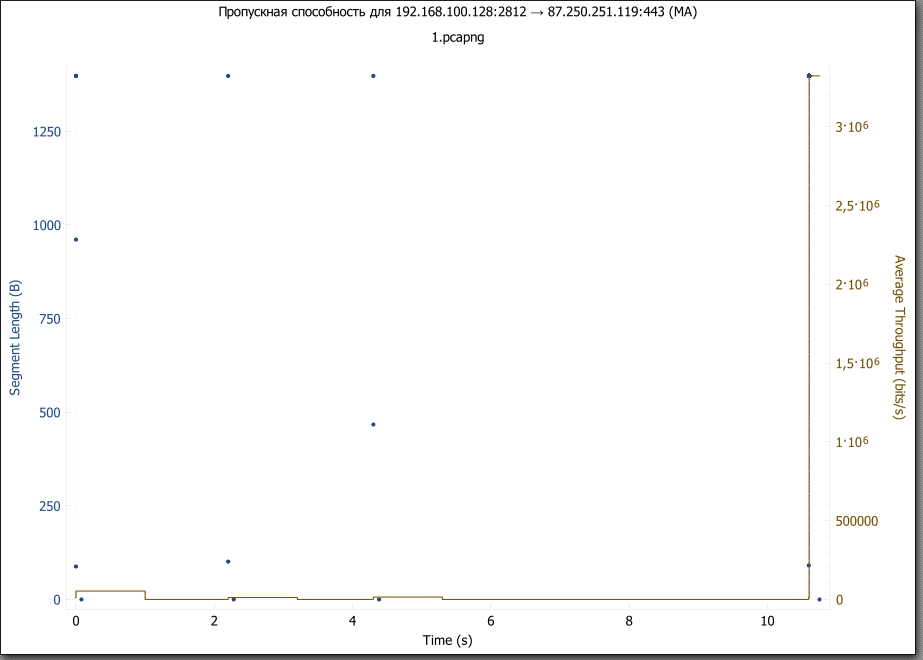 Пропускная способность для 192.168.100.128:2812 → 87.250.251.119:443 (MA)
1.pcapng
Segment Length (B)
1250
1000
750
500
250
0
3·10⁶
2,5·10⁶
2·10⁶
1,5·10⁶
1·10⁶
500000
0
Average Throughput (bits/s)
0 2 4 6 8 10
Time (s)